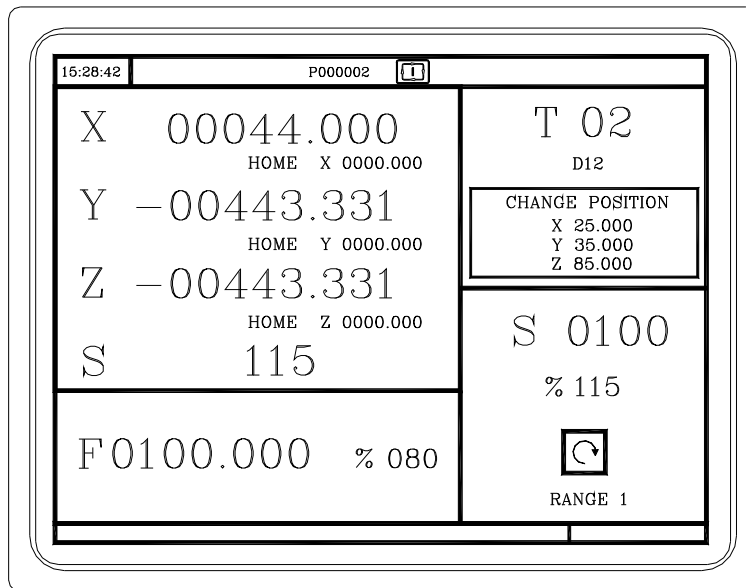 15:28:42 P000002
X 00044.000
HOME X 0000.000
Y -00443.331
HOME Y 0000.000
Z -00443.331
HOME Z 0000.000
S 115
F0100.000 % 080
T 02
D12
CHANGE POSITION
X 25.000
Y 35.000
Z 85.000
S 0100
% 115
RANGE 1